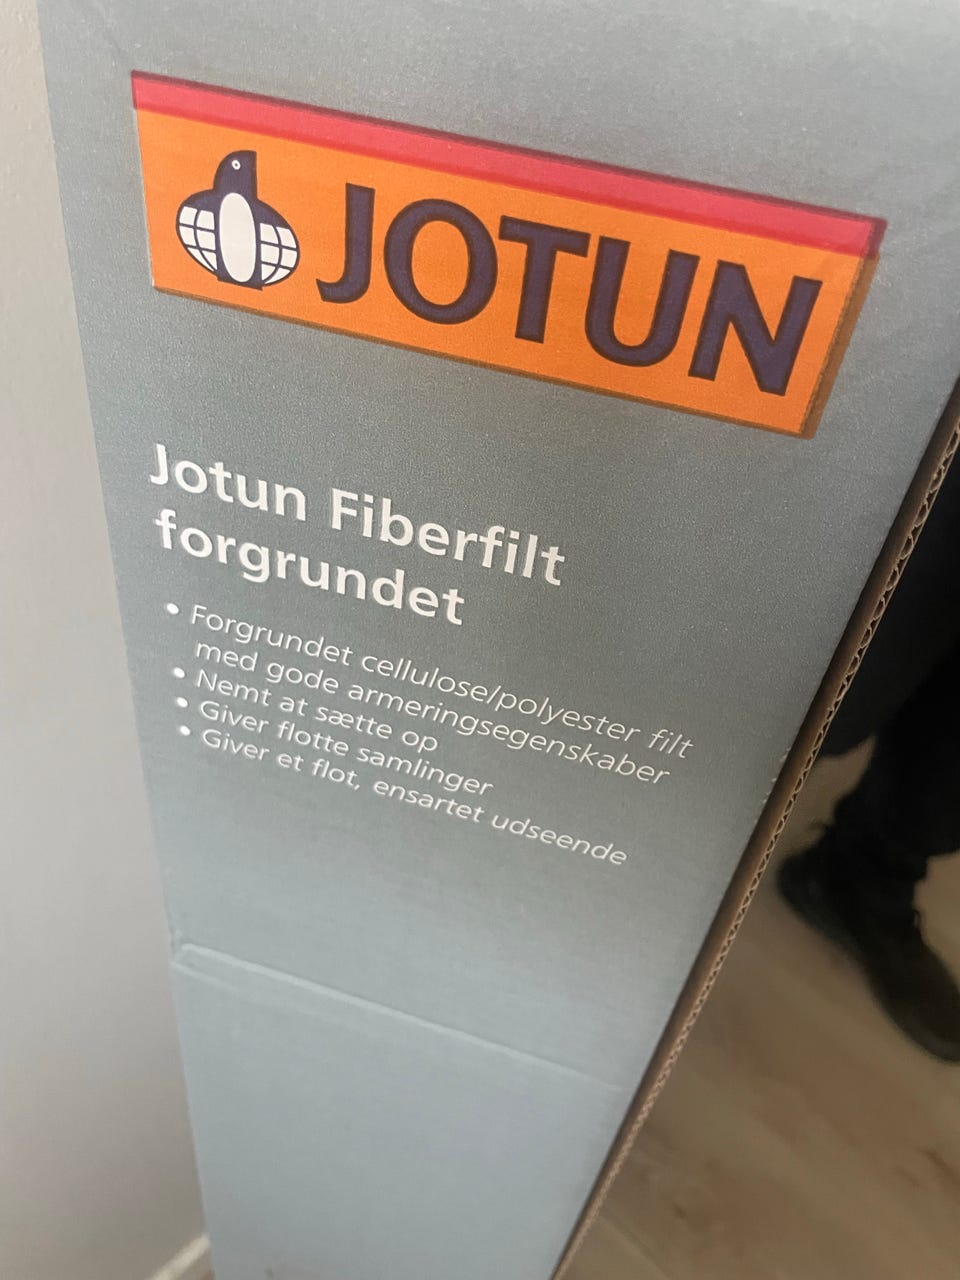 JOTUN
Jotun Fiberfilt
forgrundet
• Forgrundet cellulose/polyester filt
med gode armeringsegenskaber
• Nemt at sætte op
• Giver flotte samlinger
• Giver et flot, ensartet udseende